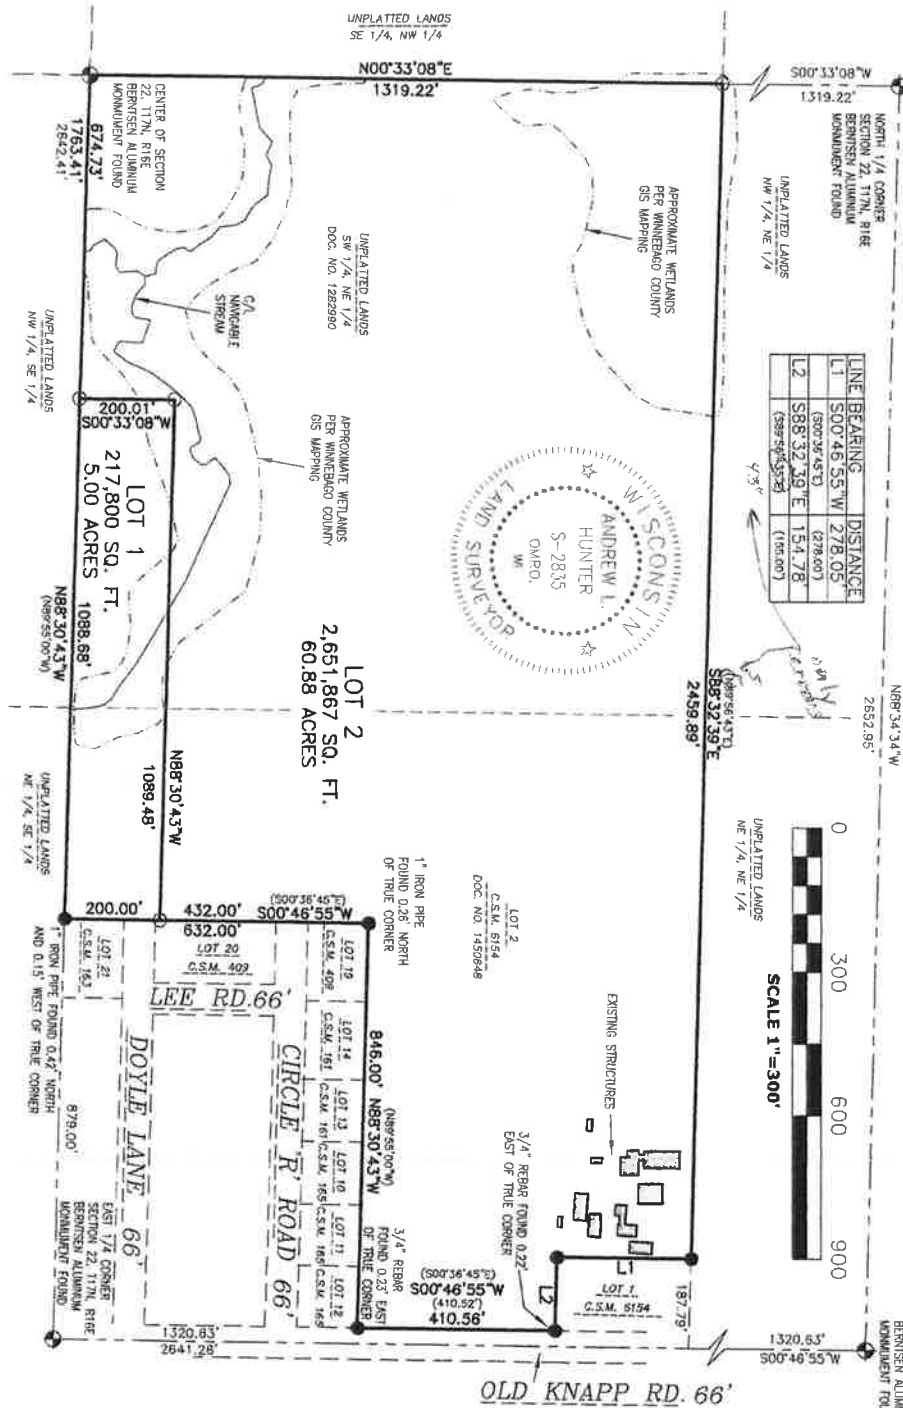 UNPLATTED LANDS
SE 1/4, NW 1/4
N00°33'08"E
1319.22'
S00°33'08"W
1319.22'
NORTH 1/4 CORNER
SECTION 22, T17N, R16E
BERNTSEN ALUMINUM
MONMUMENT FOUND
UNPLATTED LANDS
NW 1/4, NE 1/4
LINE BEARING DISTANCE
L1 S00°46'55"W 278.05'
(S00°36'45"E) (278.00')
L2 S88°32'39"E 154.78'
(155.00')
N88°34'34"W
2652.95'
UNPLATTED LANDS
NE 1/4, NE 1/4
0 300 600 900
SCALE 1"=300'
CENTER OF SECTION
22, T17N, R16E
BERNTSEN ALUMINUM
MONMUMENT FOUND
674.73'
1763.41'
2642.41'
APPROXIMATE WETLANDS
PER WINNEBAGO COUNTY
GIS MAPPING
UNPLATTED LANDS
SW 1/4, NE 1/4
DOC. NO. 1282990
C/L
NAVIGABLE
STREAM
APPROXIMATE WETLANDS
PER WINNEBAGO COUNTY
GIS MAPPING
WISCONSIN
ANDREW L.
HUNTER
S-2835
OMRO,
WI
LAND SURVEYOR
(N89°56'43"E)
S88°32'39"E
2459.89'
UNPLATTED LANDS
NW 1/4, SE 1/4
200.01'
S00°33'08"W
LOT 1
217,800 SQ. FT.
5.00 ACRES
1088.68'
N88°30'43"W
(N89°55'00"W)
LOT 2
2,651,867 SQ. FT.
60.88 ACRES
N88°30'43"W
1089.48'
UNPLATTED LANDS
NE 1/4, SE 1/4
1" IRON PIPE
FOUND 0.26' NORTH
OF TRUE CORNER
LOT 2
C.S.M. 6154
DOC. NO. 1450848
EXISTING STRUCTURES
200.00'
432.00'
632.00'
(S00°36'45"E)
S00°46'55"W
1" IRON PIPE FOUND 0.42' NORTH
AND 0.15' WEST OF TRUE CORNER
LOT 21
C.S.M. 163
LOT 20
C.S.M. 409
LOT 19
C.S.M. 409
LOT 14
C.S.M. 161
LOT 13
C.S.M. 161
LOT 10
C.S.M. 165
LOT 11
C.S.M. 165
LOT 12
C.S.M. 165
LEE RD. 66'
DOYLE LANE 66'
CIRCLE 'R' ROAD 66'
846.00'
(N89°55'00"W)
N88°30'43"W
879.00'
3/4" REBAR
FOUND 0.23' EAST
OF TRUE CORNER
3/4" REBAR FOUND 0.22'
EAST OF TRUE CORNER
(S00°36'45"E)
S00°46'55"W
(410.52')
410.56'
L1
L2
LOT 1
C.S.M. 6154
187.79'
EAST 1/4 CORNER
SECTION 22, T17N, R16E
BERNTSEN ALUMINUM
MONMUMENT FOUND
1320.63'
2641.26'
1320.63'
S00°46'55"W
OLD KNAPP RD. 66'